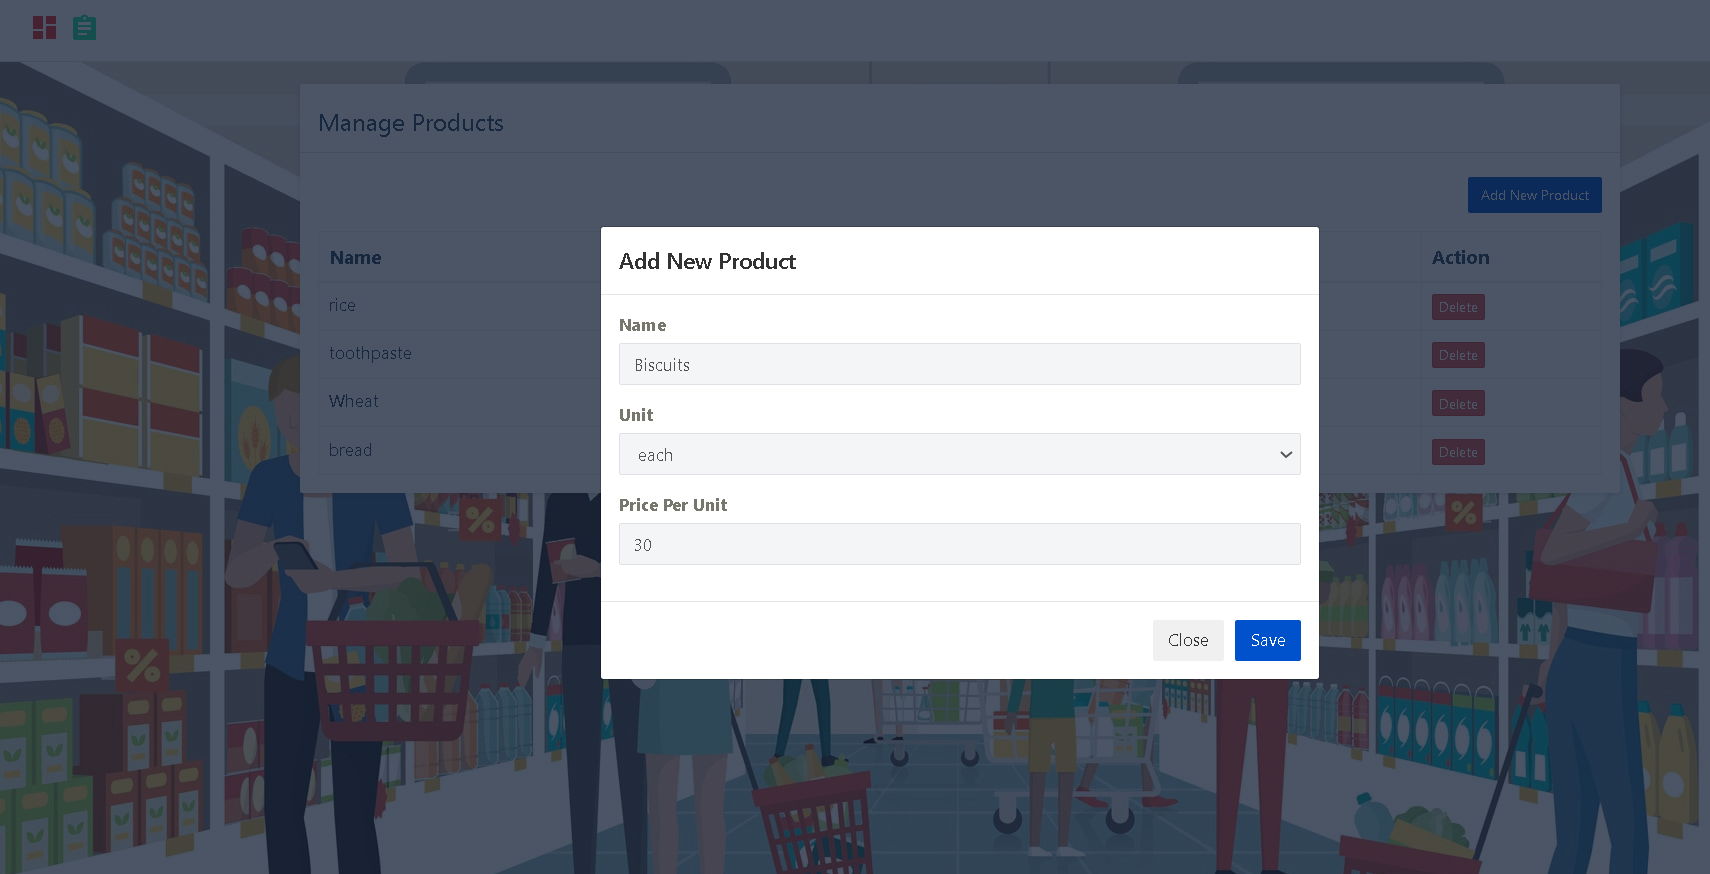 Manage Products
Add New Product
Name Action
rice Delete
toothpaste Delete
Wheat Delete
bread Delete
Add New Product
Name
Biscuits
Unit
each
Price Per Unit
30
Close Save
%
%
%